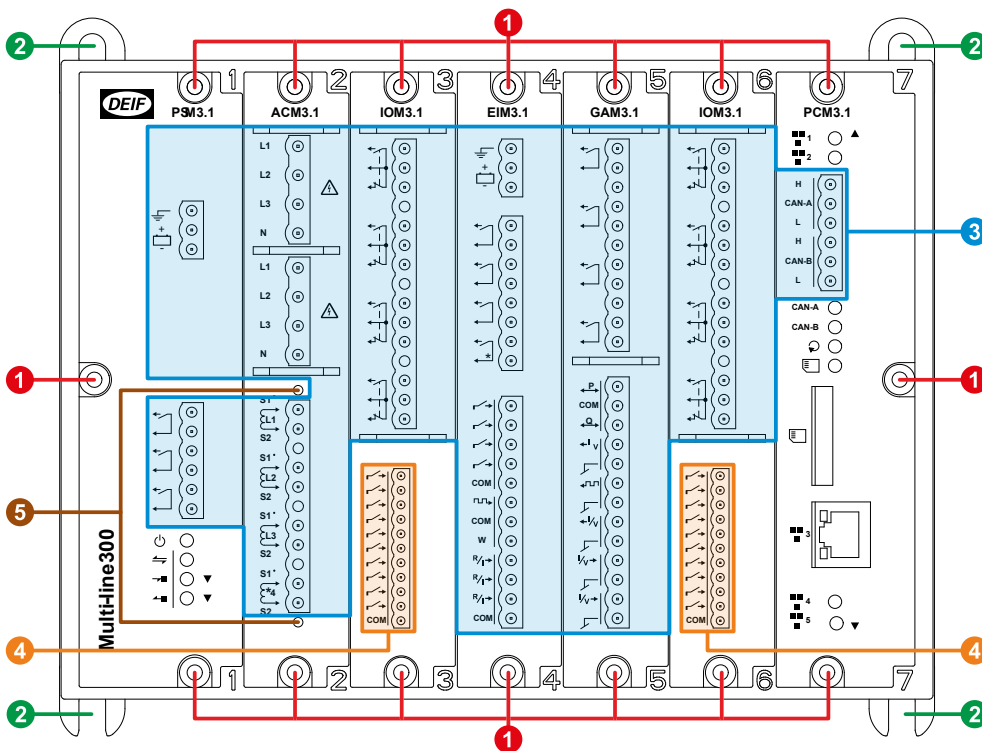 1
2
2
1 2 3 4 5 6 7
DEIF
PSM3.1 ACM3.1 IOM3.1 EIM3.1 GAM3.1 IOM3.1 PCM3.1
1
2
L1
L2
L3
N
L1
L2
L3
N
+
-
+
-
*
H
CAN-A
L
H
CAN-B
L
3
CAN-A
CAN-B
1
1
S1•
L1
S2
S1•
L2
S2
S1•
L3
S2
S1•
*4
S2
COM
COM
W
R/I
R/I
R/I
COM
P
COM
Q
I/V
I/V
I/V
COM
COM
3
4
5
5
4
4
Multi-line300
1 2 3 4 5 6 7
2
2
1